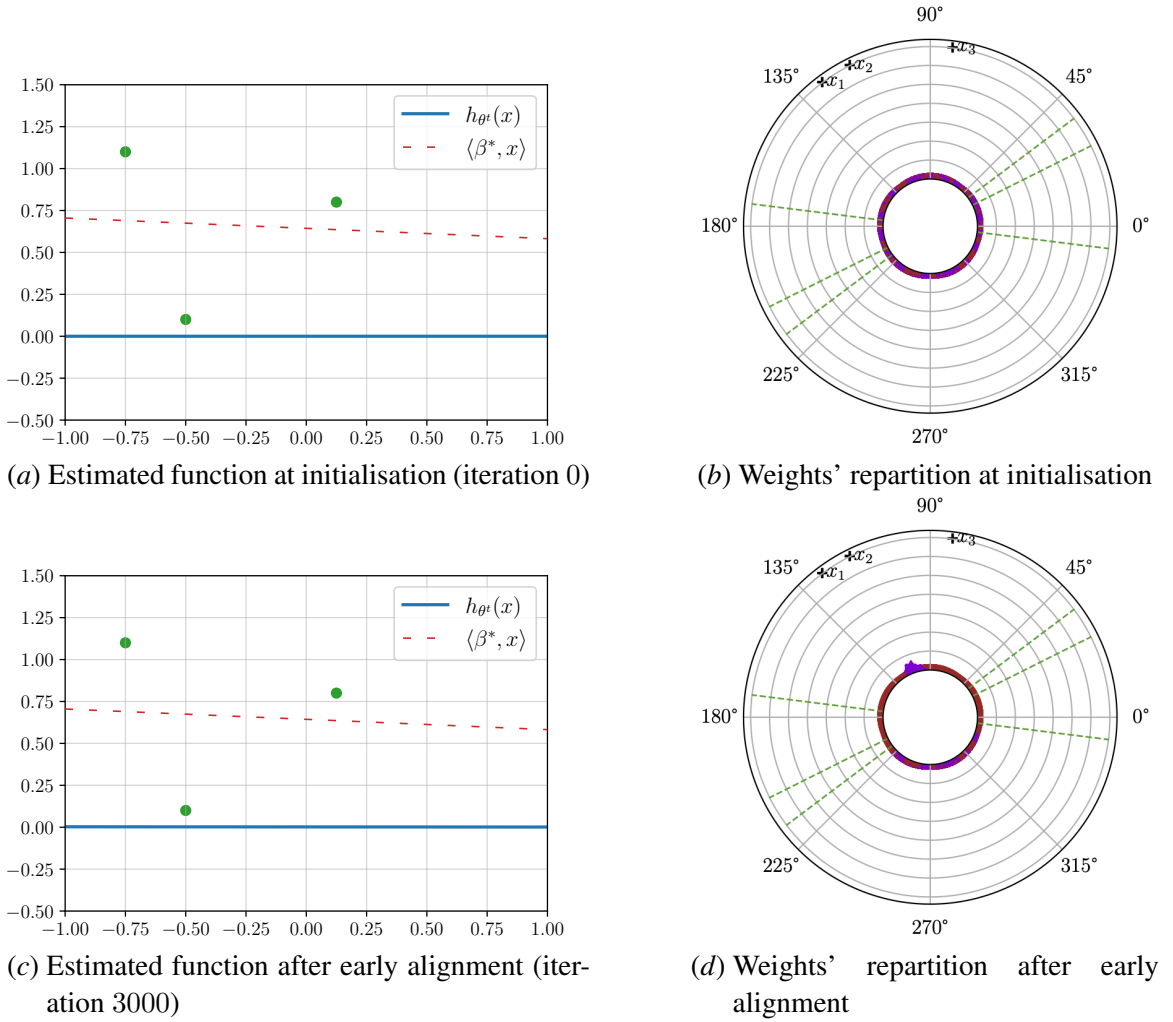 90°
1.50
1.25
1.00
0.75
0.50
0.25
0.00
−0.25
−0.50
−1.00 −0.75 −0.50 −0.25 0.00 0.25 0.50 0.75 1.00
h_{θ^t}(x)
⟨β*, x⟩
135° x₁ x₂ x₃ 45°
180° 0°
225° 315°
270°
(a) Estimated function at initialisation (iteration 0)
(b) Weights’ repartition at initialisation
90°
1.50
1.25
1.00
0.75
0.50
0.25
0.00
−0.25
−0.50
−1.00 −0.75 −0.50 −0.25 0.00 0.25 0.50 0.75 1.00
h_{θ^t}(x)
⟨β*, x⟩
135° x₁ x₂ x₃ 45°
180° 0°
225° 315°
270°
(c) Estimated function after early alignment (iter-
ation 3000)
(d) Weights’ repartition after early
alignment